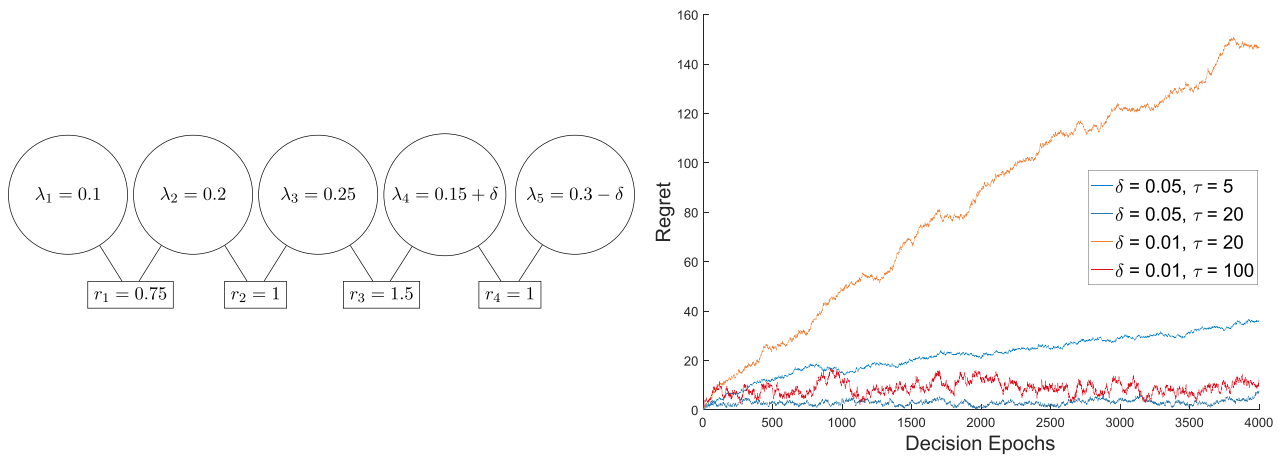 λ₁ = 0.1 λ₂ = 0.2 λ₃ = 0.25 λ₄ = 0.15 + δ λ₅ = 0.3 − δ
r₁ = 0.75 r₂ = 1 r₃ = 1.5 r₄ = 1
160
140
120
100
80
60
40
20
0
Regret
δ = 0.05, τ = 5
δ = 0.05, τ = 20
δ = 0.01, τ = 20
δ = 0.01, τ = 100
0 500 1000 1500 2000 2500 3000 3500 4000
Decision Epochs